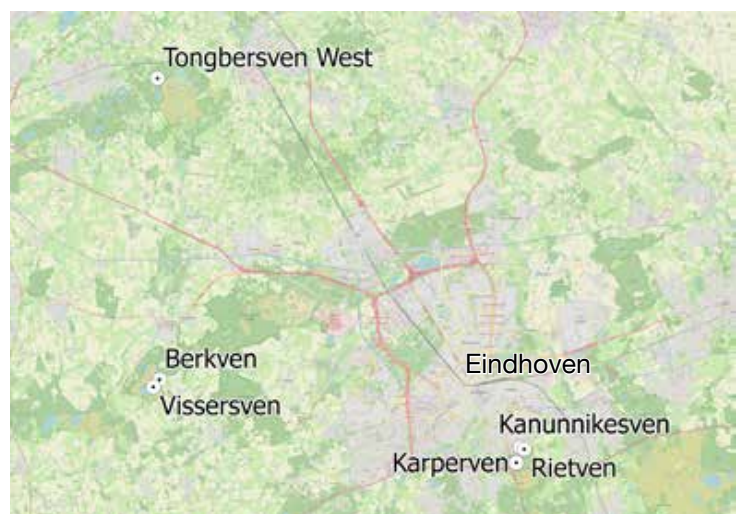 Tongbersven West
Berkven
Vissersven
Eindhoven
Kanunnikesven
Karperven
Rietven